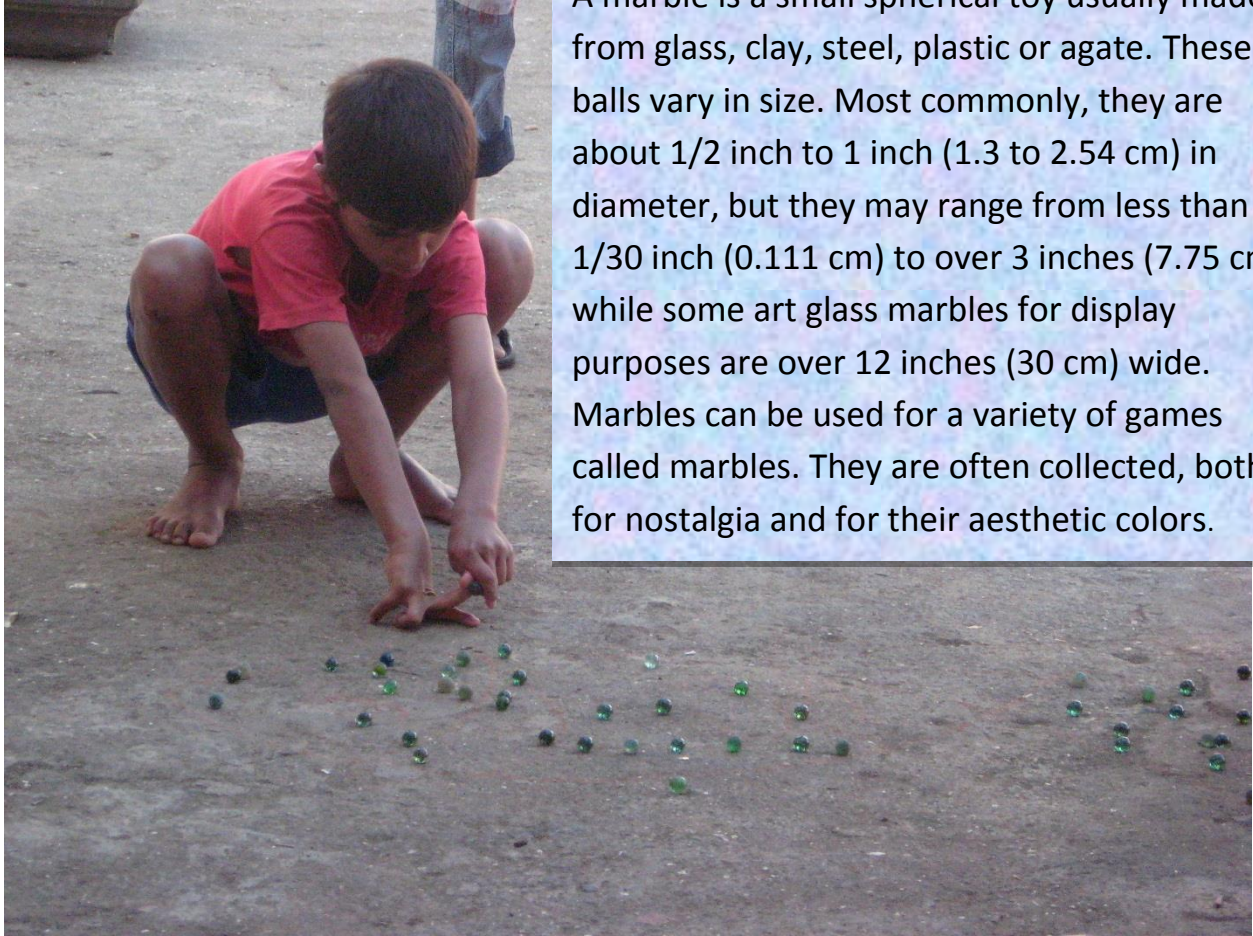 A marble is a small spherical toy usually made
from glass, clay, steel, plastic or agate. These
balls vary in size. Most commonly, they are
about 1/2 inch to 1 inch (1.3 to 2.54 cm) in
diameter, but they may range from less than
1/30 inch (0.111 cm) to over 3 inches (7.75 cm
while some art glass marbles for display
purposes are over 12 inches (30 cm) wide.
Marbles can be used for a variety of games
called marbles. They are often collected, both
for nostalgia and for their aesthetic colors.